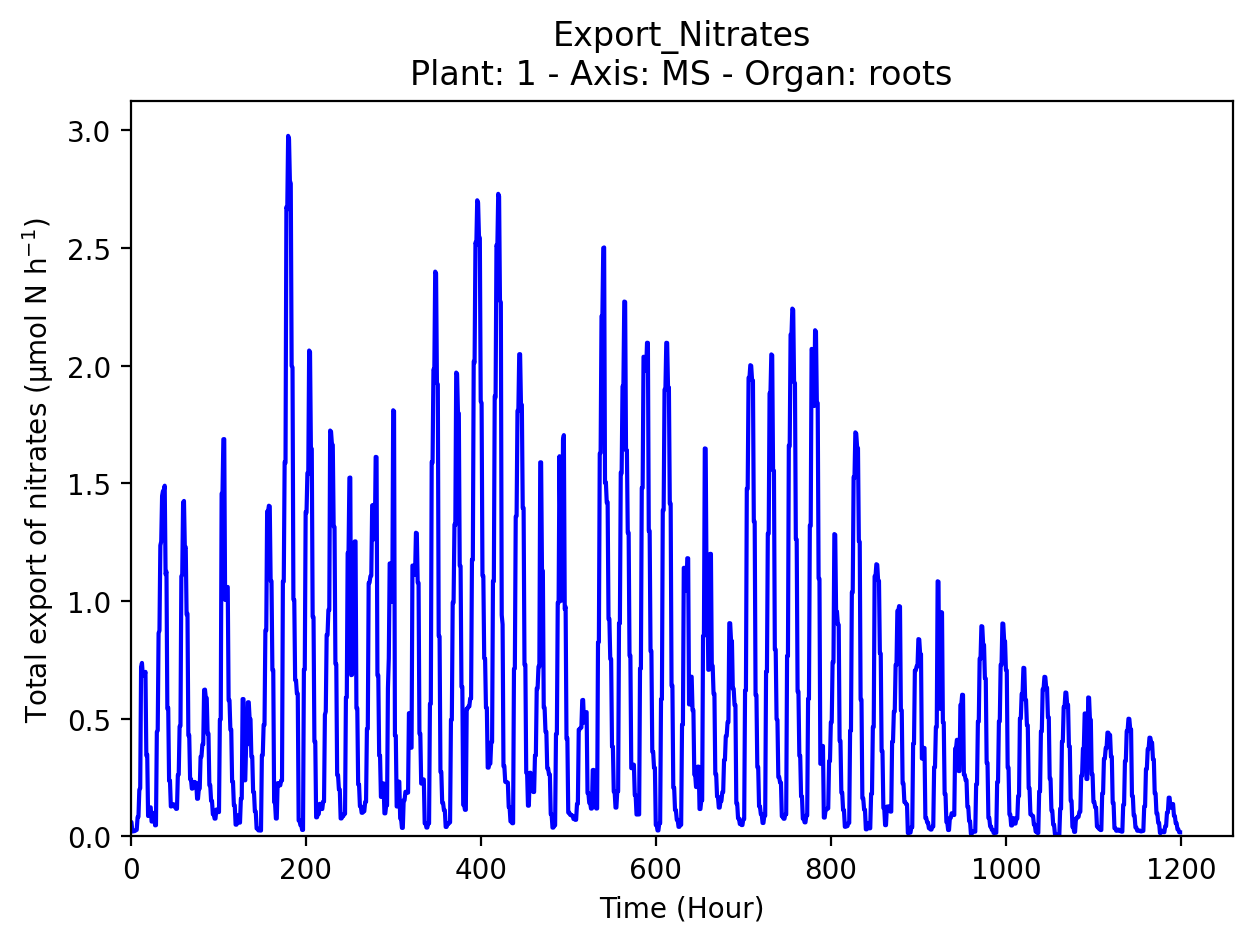 Export_Nitrates
Plant: 1 - Axis: MS - Organ: roots
Total export of nitrates (µmol N h⁻¹)
3.0
2.5
2.0
1.5
1.0
0.5
0.0
0 200 400 600 800 1000 1200
Time (Hour)